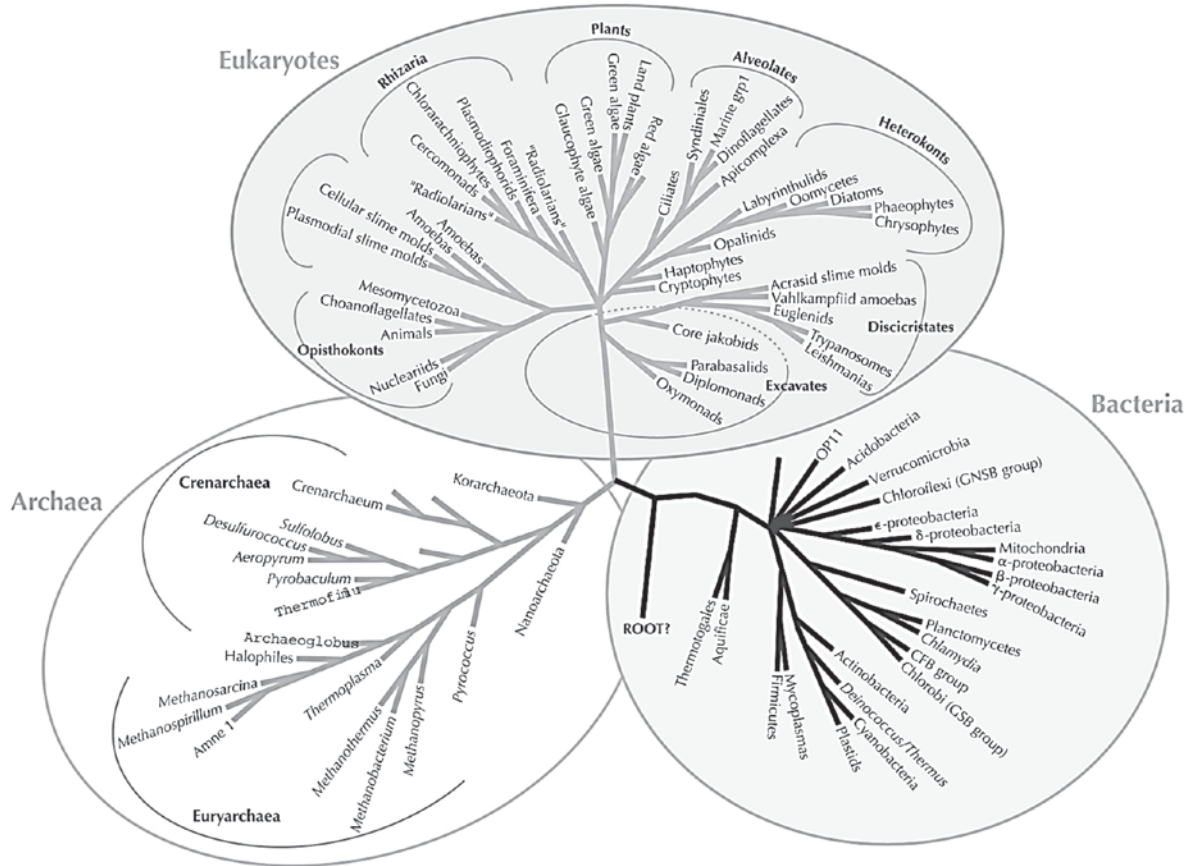 Eukaryotes
Rhizaria
Plants
Alveolates
Heterokonts
Chlorarachniophytes
Plasmodiophorids
Foraminifera
"Radiolarians"
Cercomonads
"Radiolarians"
Glaucophyte algae
Green algae
Green algae
Land plants
Red algae
Ciliates
Syndiniales
Marine grp1
Dinoflagellates
Apicomplexa
Labyrinthulids
Oomycetes
Diatoms
Phaeophytes
Chrysophytes
Opalinids
Haptophytes
Cryptophytes
Amoebas
Amoebas
Cellular slime molds
Plasmodial slime molds
Mesomycetozoa
Choanoflagellates
Animals
Opisthokonts
Nucleariids
Fungi
Acrasid slime molds
Vahlkampfiid amoebas
Euglenids
Discicristates
Trypanosomes
Leishmanias
Core jakobids
Parabasalids
Diplomonads
Oxymonads
Excavates
Bacteria
OP11
Acidobacteria
Verrucomicrobia
Chloroflexi (GNSB group)
ϵ-proteobacteria
δ-proteobacteria
Mitochondria
α-proteobacteria
β-proteobacteria
γ-proteobacteria
Spirochaetes
Planctomycetes
Chlamydia
CFB group
Chlorobi (GSB group)
Actinobacteria
Deinococcus/Thermus
Cyanobacteria
Plastids
Mycoplasmas
Firmicutes
Aquificae
Thermotogales
ROOT?
Archaea
Crenarchaea
Crenarchaeum
Korarchaeota
Nanoarchaeola
Sulfolobus
Desulfurococcus
Aeropyrum
Pyrobaculum
Archaeoglobus
Halophiles
Methanosarcina
Methanospirillum
Amne 1
Thermoplasma
Methanothermus
Methanobacterium
Methanopyrus
Pyrococcus
Euryarchaea